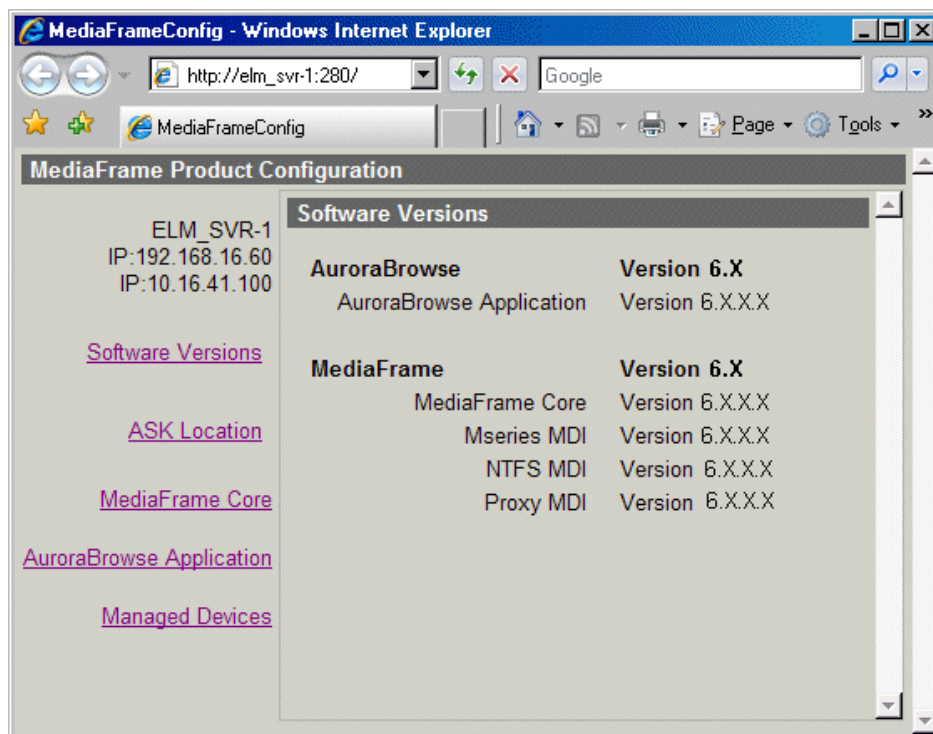 MediaFrameConfig - Windows Internet Explorer
http://elm_svr-1:280/
Google
MediaFrameConfig
Page
Tools
»
MediaFrame Product Configuration
ELM_SVR-1
IP:192.168.16.60
IP:10.16.41.100
Software Versions
ASK Location
MediaFrame Core
AuroraBrowse Application
Managed Devices
Software Versions
AuroraBrowse Version 6.X
AuroraBrowse Application Version 6.X.X.X
MediaFrame Version 6.X
MediaFrame Core Version 6.X.X.X
Mseries MDI Version 6.X.X.X
NTFS MDI Version 6.X.X.X
Proxy MDI Version 6.X.X.X